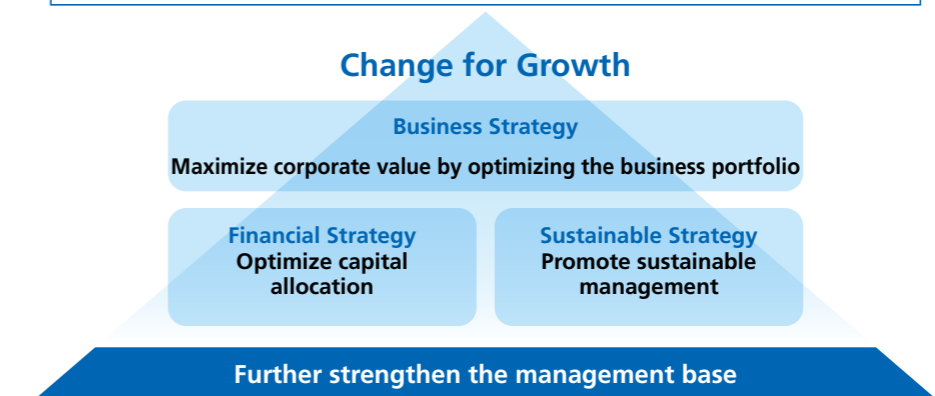 Change for Growth
Business Strategy
Maximize corporate value by optimizing the business portfolio
Financial Strategy
Optimize capital
allocation
Sustainable Strategy
Promote sustainable
management
Further strengthen the management base